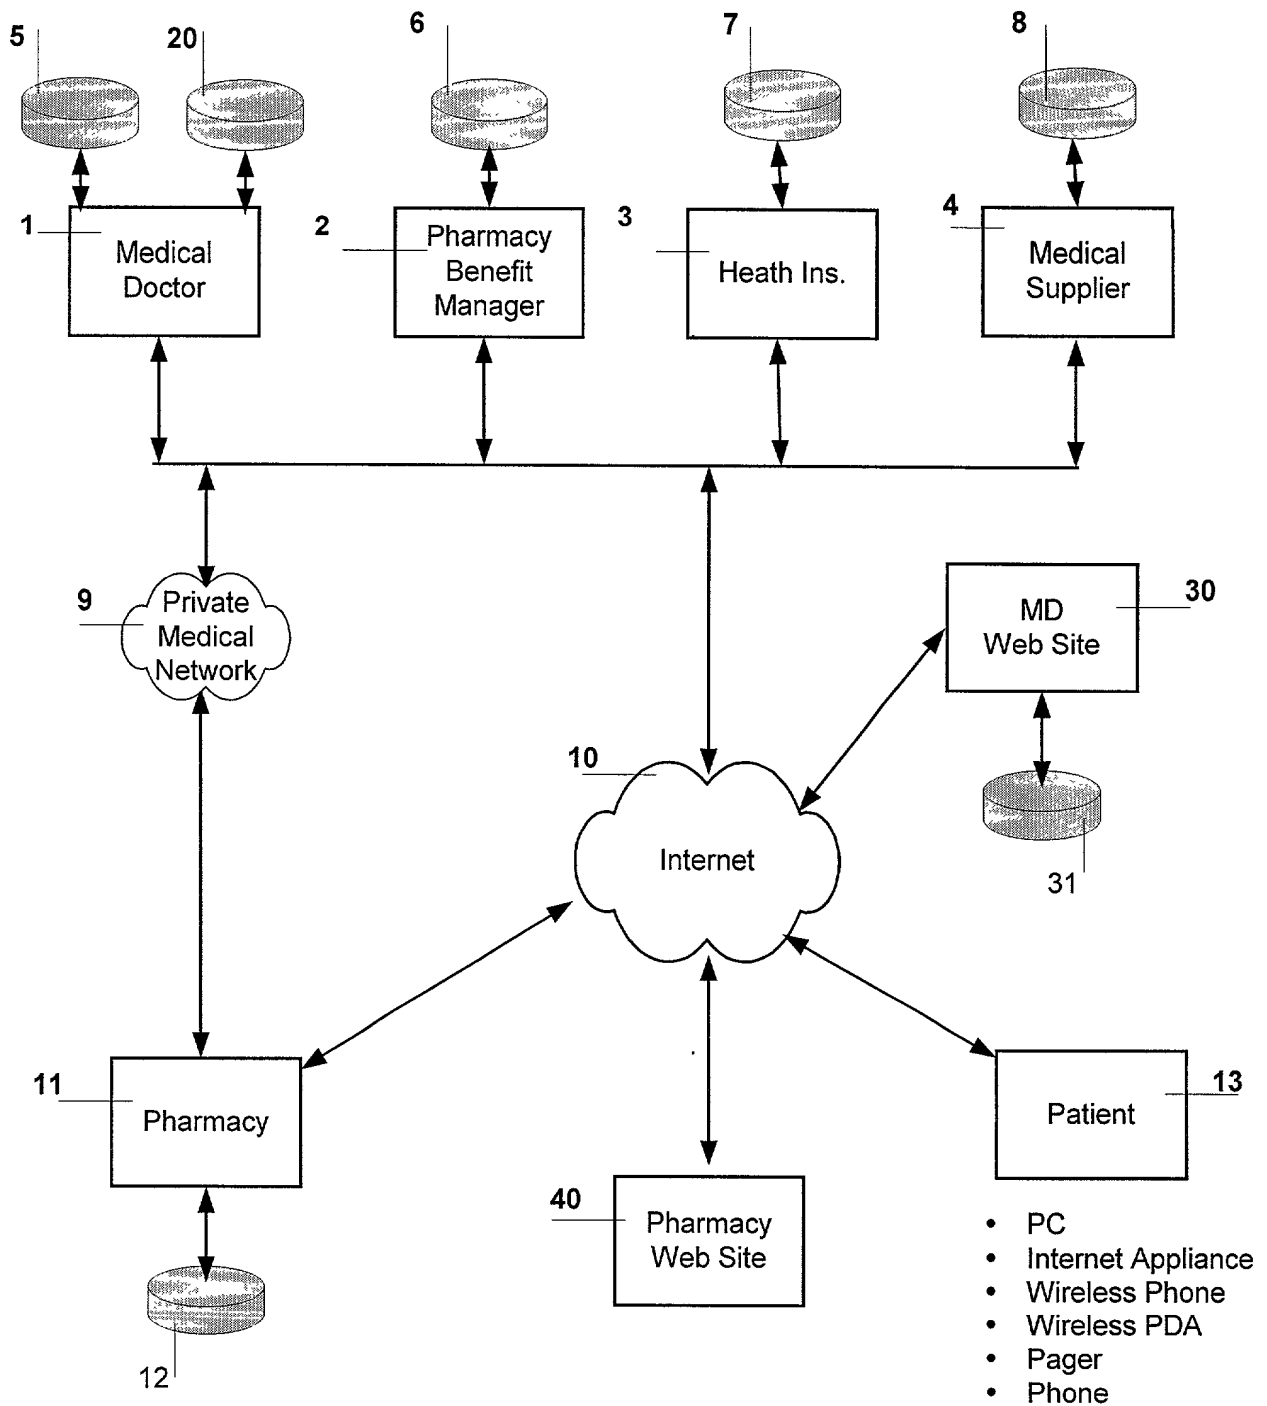 5
20
6
7
8
1
Medical
Doctor
2
Pharmacy
Benefit
Manager
3
Heath Ins.
4
Medical
Supplier
9
Private
Medical
Network
MD
Web Site
30
10
Internet
31
11
Pharmacy
Patient
13
40
Pharmacy
Web Site
12
• PC
• Internet Appliance
• Wireless Phone
• Wireless PDA
• Pager
• Phone